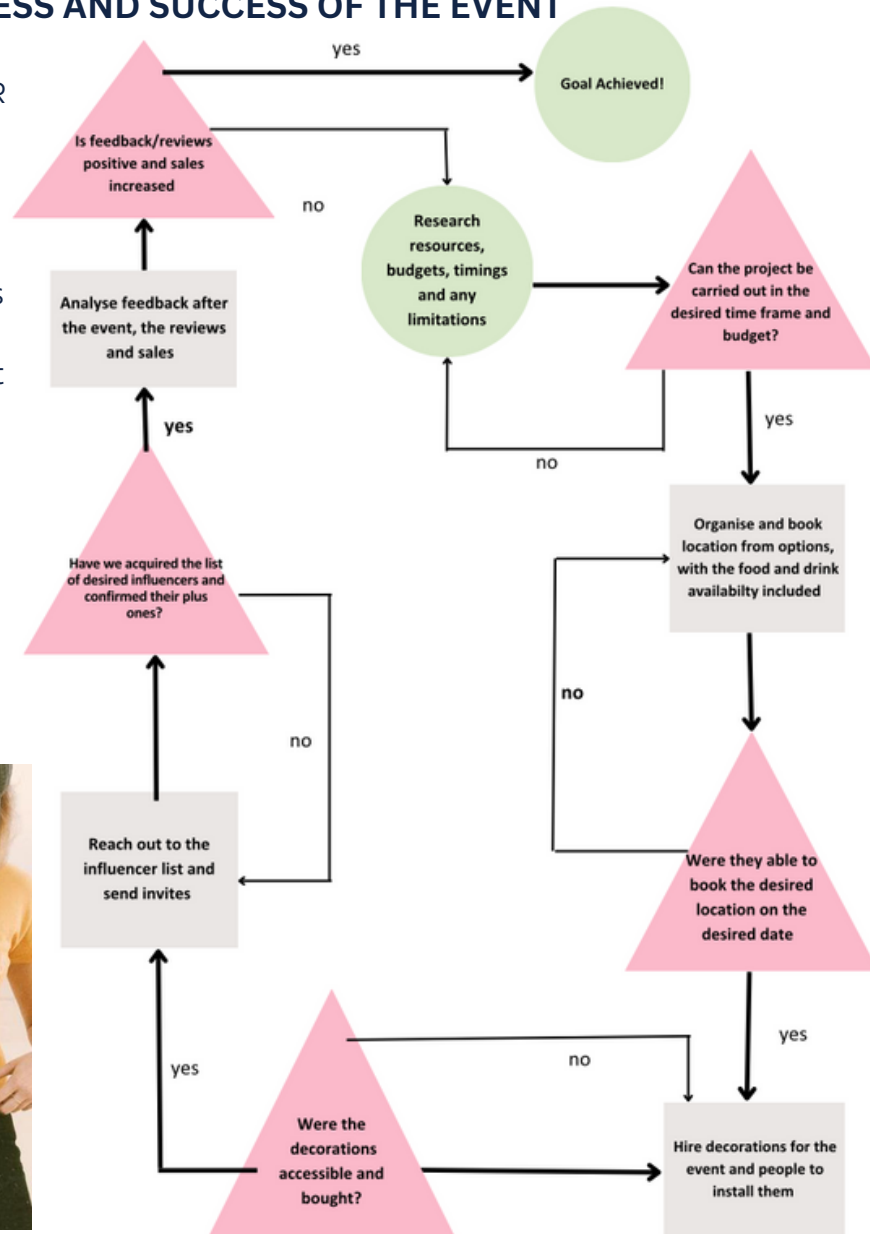 ESS AND SUCCESS OF THE EVENT
yes
Goal Achieved!
R
Is feedback/reviews
positive and sales
increased
no
Research
resources,
budgets, timings
and any
limitations
Can the project be
carried out in the
desired time frame and
budget?
s
Analyse feedback after
the event, the reviews
and sales
t
yes
yes
no
Organise and book
location from options,
with the food and drink
availabilty included
Have we acquired the list
of desired influencers and
confirmed their plus
ones?
no
no
Reach out to the
influencer list and
send invites
Were they able to
book the desired
location on the
desired date
yes
no
yes
Were the
decorations
accessible and
bought?
Hire decorations for the
event and people to
install them